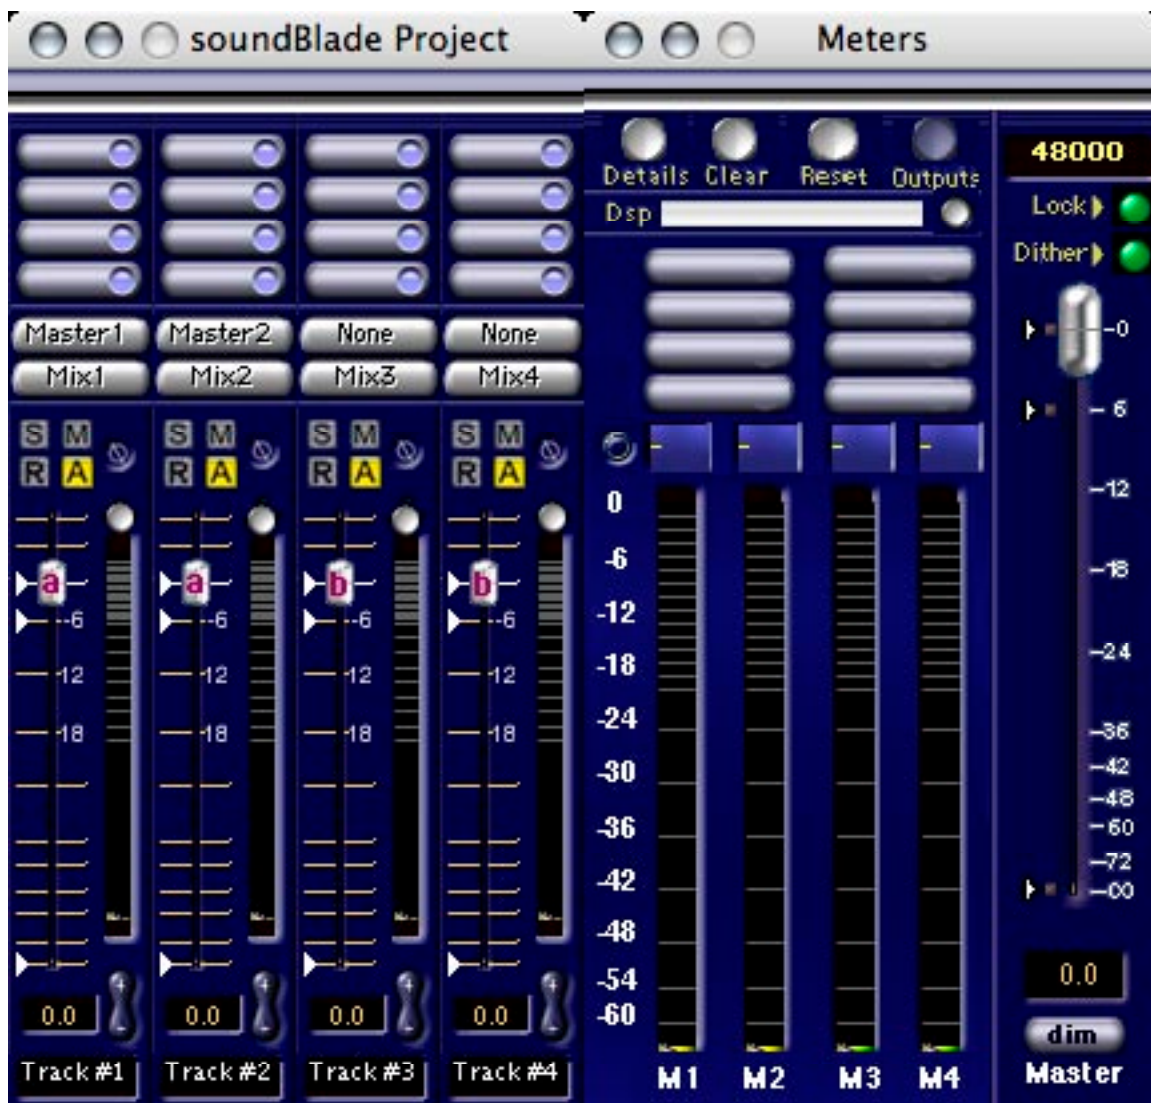 soundBlade Project
Master1 Master2 None None
Mix1 Mix2 Mix3 Mix4
S M S M S M S M
R A R A R A R A
a a b b
-6 -6 -6 -6
-12 -12 -12 -12
-18 -18 -18 -18
0.0 0.0 0.0 0.0
Track #1 Track #2 Track #3 Track #4
Meters
Details Clear Reset Outputs
Dsp
0
-6
-12
-18
-24
-30
-36
-42
-48
-54
-60
M1 M2 M3 M4
48000
Lock
Dither
-0
-6
-12
-18
-24
-36
-42
-48
-60
-72
-00
0.0
dim
Master